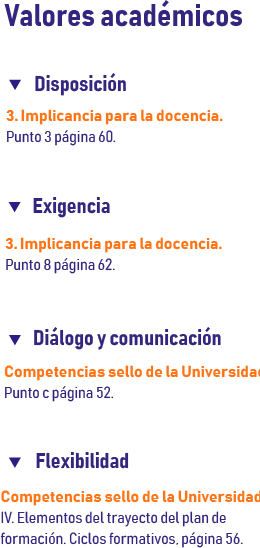 Valores académicos
Disposición
3. Implicancia para la docencia.
Punto 3 página 60.
Exigencia
3. Implicancia para la docencia.
Punto 8 página 62.
Diálogo y comunicación
Competencias sello de la Universidad
Punto c página 52.
Flexibilidad
Competencias sello de la Universidad
IV. Elementos del trayecto del plan de
formación. Ciclos formativos, página 56.